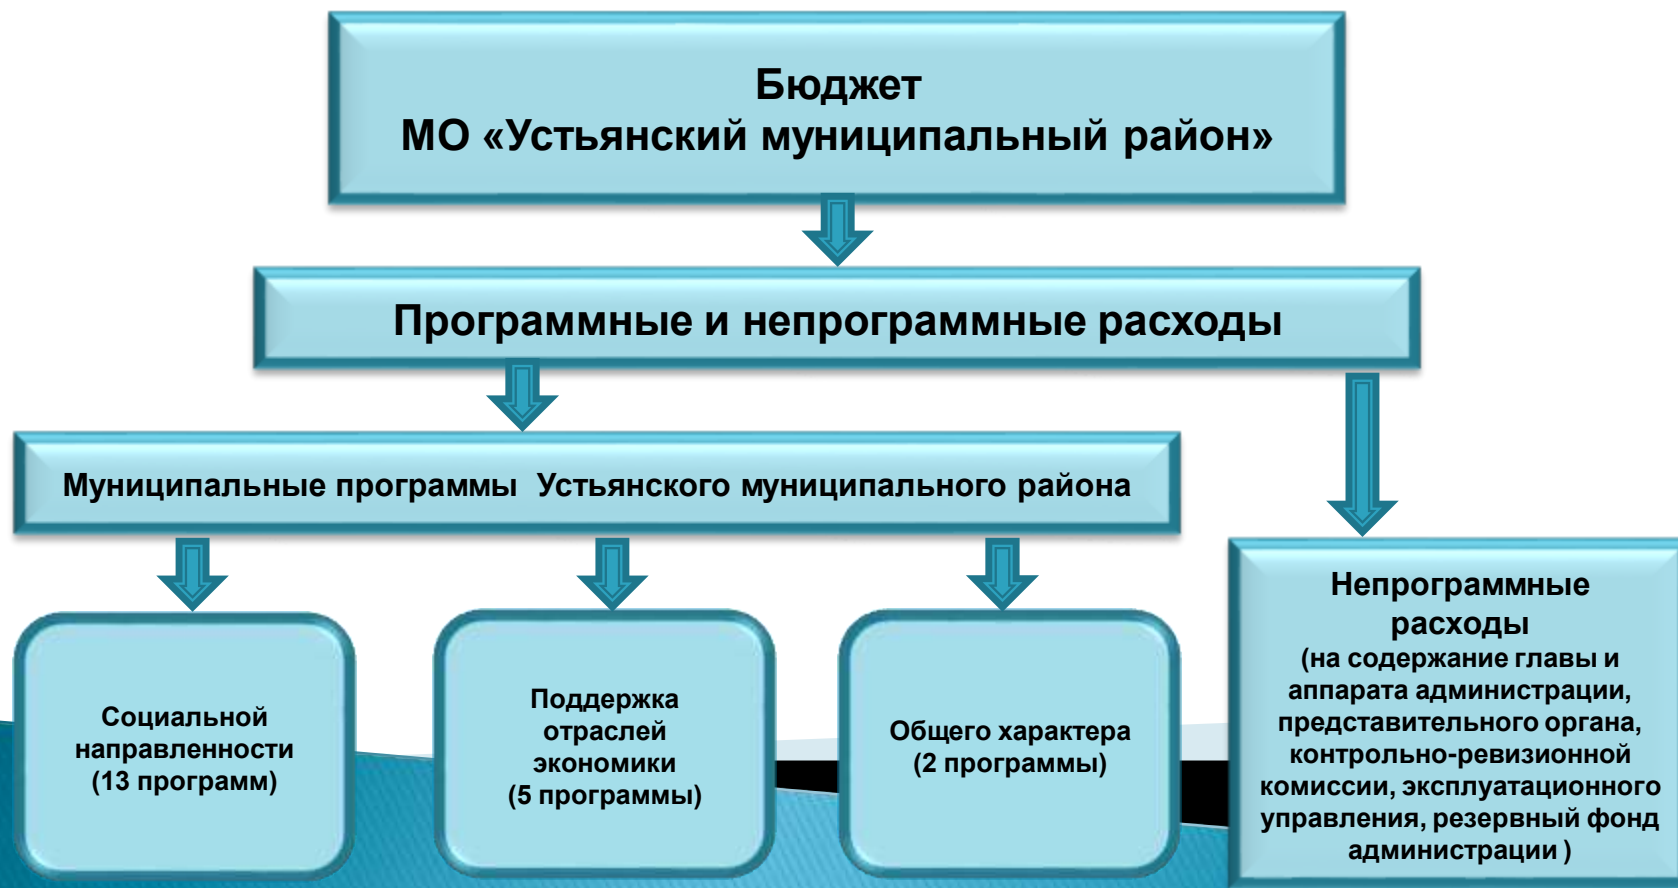 Бюджет
МО «Устьянский муниципальный район»
Программные и непрограммные расходы
Муниципальные программы Устьянского муниципального района
Социальной
направленности
(13 программ)
Поддержка
отраслей
экономики
(5 программы)
Общего характера
(2 программы)
Непрограммные
расходы
(на содержание главы и
аппарата администрации,
представительного органа,
контрольно-ревизионной
комиссии, эксплуатационного
управления, резервный фонд
администрации )